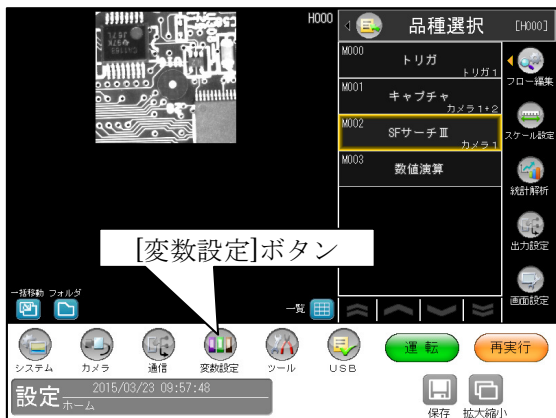 H000
品種選択
[H000]
M000
トリガ
トリガ1
M001
キャプチャ
カメラ1+2
M002
SFサーチⅢ
カメラ1
M003
数値演算
フロー編集
スケール設定
統計解析
出力設定
画面設定
[変数設定]ボタン
一括移動
フォルダ
一覧
システム
カメラ
通信
変数設定
ツール
USB
運転
再実行
設定
2015/03/23 09:57:48
ホーム
保存
拡大縮小